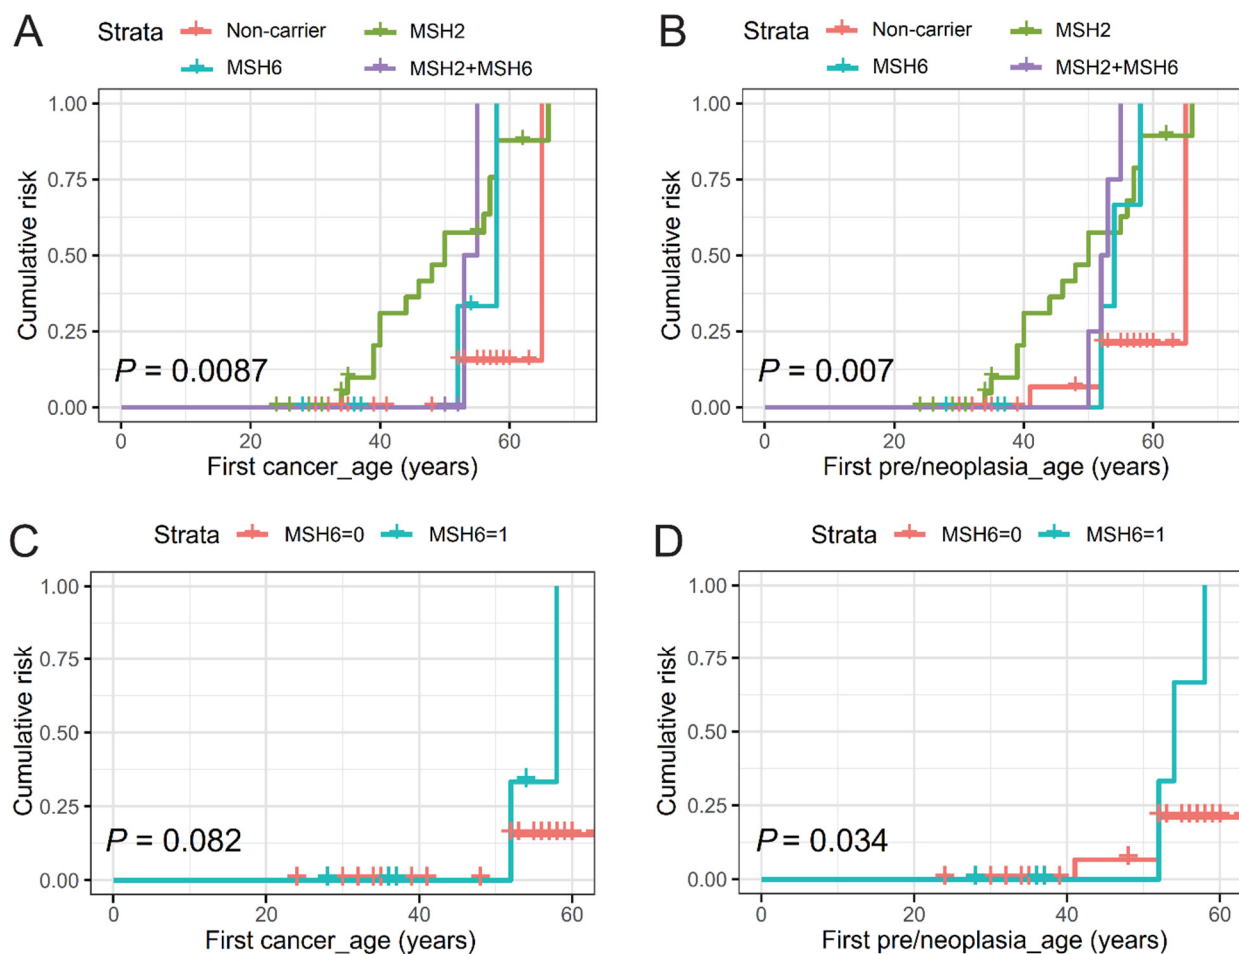 A
Strata Non-carrier MSH2
MSH6 MSH2+MSH6
1.00
0.75
0.50
0.25
0.00
Cumulative risk
P = 0.0087
0 20 40 60
First cancer_age (years)
B
Strata Non-carrier MSH2
MSH6 MSH2+MSH6
1.00
0.75
0.50
0.25
0.00
Cumulative risk
P = 0.007
0 20 40 60
First pre/neoplasia_age (years)
C
Strata MSH6=0 MSH6=1
1.00
0.75
0.50
0.25
0.00
Cumulative risk
P = 0.082
0 20 40 60
First cancer_age (years)
D
Strata MSH6=0 MSH6=1
1.00
0.75
0.50
0.25
0.00
Cumulative risk
P = 0.034
0 20 40 60
First pre/neoplasia_age (years)